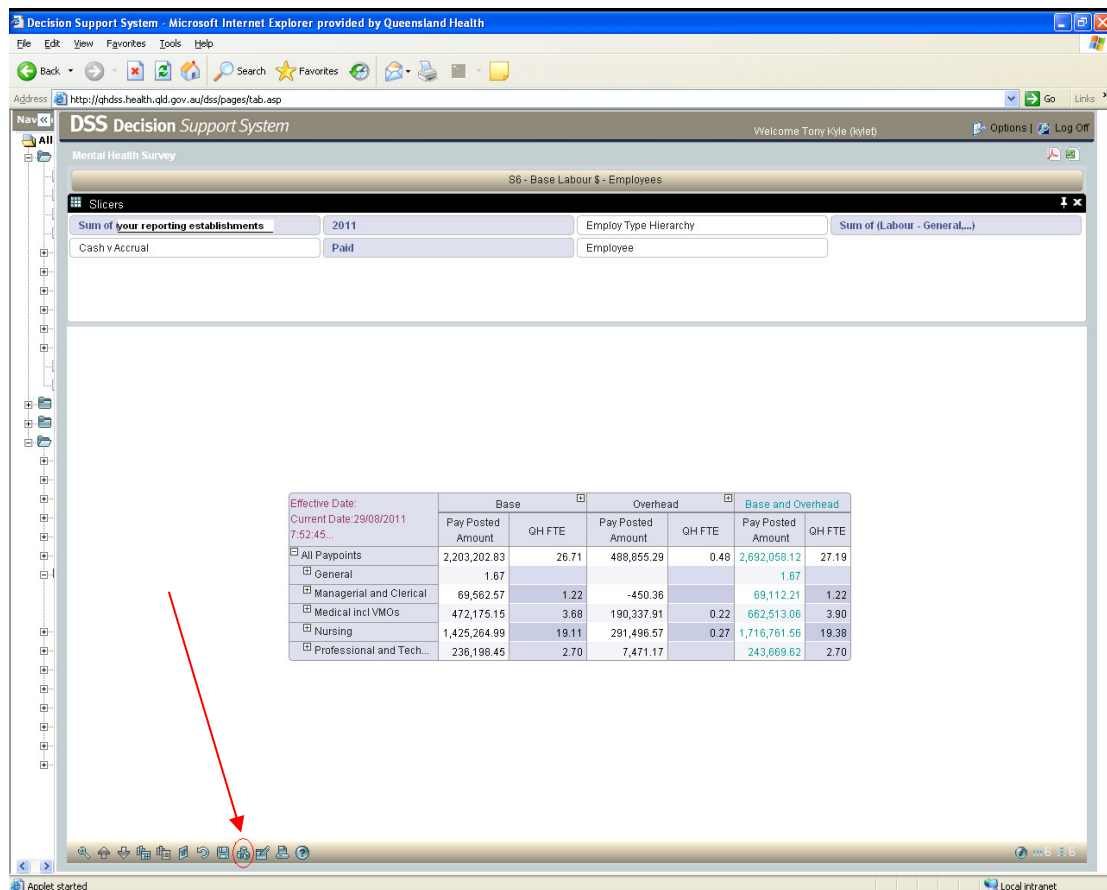 Decision Support System - Microsoft Internet Explorer provided by Queensland Health
File Edit View Favorites Tools Help
Back Search Favorites
Address http://qhdss.health.qld.gov.au/dss/pages/tab.asp Go Links
Nav DSS Decision Support System Welcome Tony Kyle (kylet) Options | Log Off
All
Mental Health Survey
S6 - Base Labour $ - Employees
Slicers
Sum of (your reporting establishments 2011 Employ Type Hierarchy Sum of (Labour - General,...)
Cash v Accrual Paid Employee
Effective Date: Base Overhead Base and Overhead
Current Date:29/08/2011 Pay Posted Amount QH FTE Pay Posted Amount QH FTE Pay Posted Amount QH FTE
7:52:45...
All Paypoints 2,203,202.83 26.71 488,855.29 0.48 2,692,058.12 27.19
General 1.67 1.67
Managerial and Clerical 69,562.57 1.22 -450.36 69,112.21 1.22
Medical incl VMOs 472,175.15 3.68 190,337.91 0.22 662,513.06 3.90
Nursing 1,425,264.99 19.11 291,496.57 0.27 1,716,761.56 19.38
Professional and Tech... 236,198.45 2.70 7,471.17 243,669.62 2.70
6 6
Applet started Local intranet